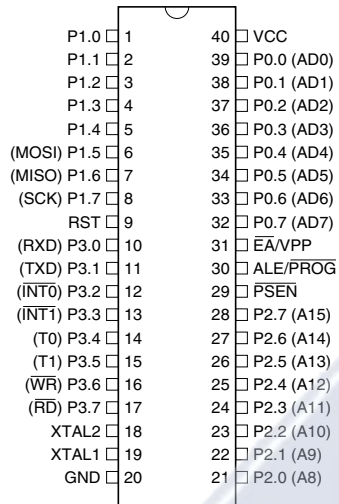 P1.0 1 40 VCC
P1.1 2 39 P0.0 (AD0)
P1.2 3 38 P0.1 (AD1)
P1.3 4 37 P0.2 (AD2)
P1.4 5 36 P0.3 (AD3)
(MOSI) P1.5 6 35 P0.4 (AD4)
(MISO) P1.6 7 34 P0.5 (AD5)
(SCK) P1.7 8 33 P0.6 (AD6)
RST 9 32 P0.7 (AD7)
(RXD) P3.0 10 31 E̅A̅/VPP
(TXD) P3.1 11 30 ALE/P̅R̅O̅G̅
(I̅N̅T̅0̅) P3.2 12 29 P̅S̅E̅N̅
(I̅N̅T̅1̅) P3.3 13 28 P2.7 (A15)
(T0) P3.4 14 27 P2.6 (A14)
(T1) P3.5 15 26 P2.5 (A13)
(W̅R̅) P3.6 16 25 P2.4 (A12)
(R̅D̅) P3.7 17 24 P2.3 (A11)
XTAL2 18 23 P2.2 (A10)
XTAL1 19 22 P2.1 (A9)
GND 20 21 P2.0 (A8)